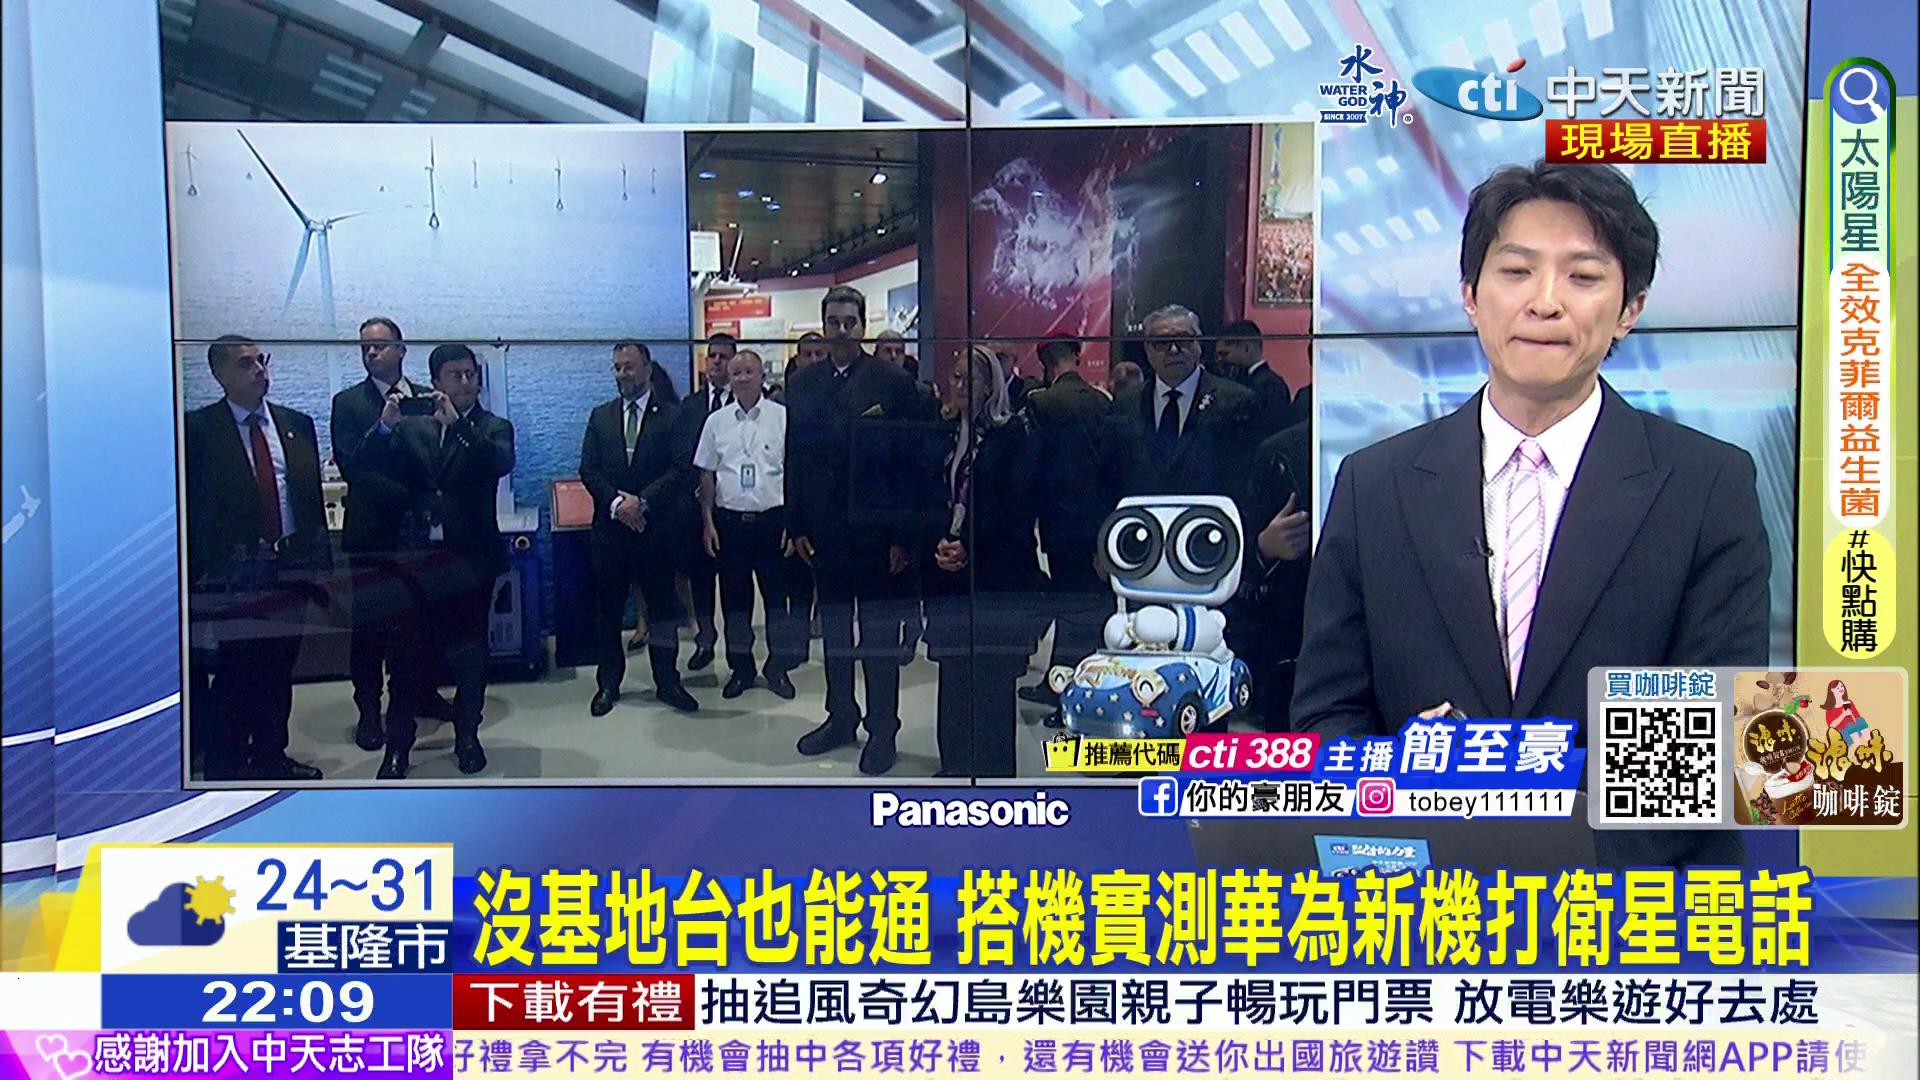 水神
WATER
GOD
SINCE 2007
cti 中天新聞
現場直播
太陽星
全效克菲爾益生菌
#快點購
買咖啡錠
咖啡錠
推薦代碼 cti 388 主播 簡至豪
你的豪朋友 tobey111111
Panasonic
24~31
基隆市
22:09
沒基地台也能通 搭機實測華為新機打衛星電話
下載有禮 抽追風奇幻島樂園親子暢玩門票 放電樂遊好去處
感謝加入中天志工隊 好禮拿不完 有機會抽中各項好禮，還有機會送你出國旅遊讚 下載中天新聞網APP請使